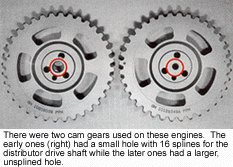 There were two cam gears used on these engines. The
early ones (right) had a small hole with 16 splines for the
distributor drive shaft while the later ones had a larger,
unsplined hole.